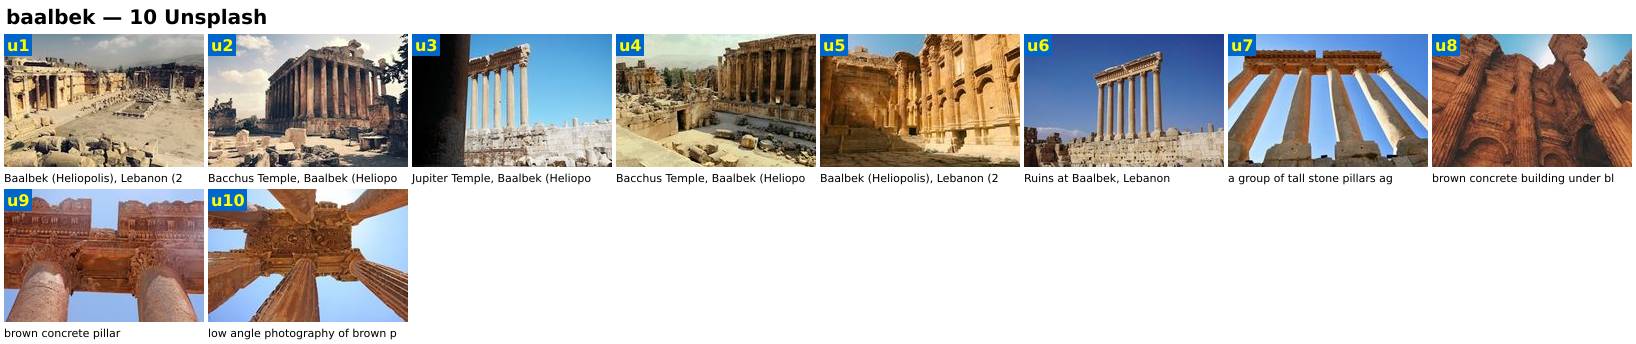 baalbek — 10 Unsplash
u1
u2
u3
u4
u5
u6
u7
u8
Baalbek (Heliopolis), Lebanon (2
Bacchus Temple, Baalbek (Heliopo
Jupiter Temple, Baalbek (Heliopo
Bacchus Temple, Baalbek (Heliopo
Baalbek (Heliopolis), Lebanon (2
Ruins at Baalbek, Lebanon
a group of tall stone pillars ag
brown concrete building under bl
u9
u10
brown concrete pillar
low angle photography of brown p